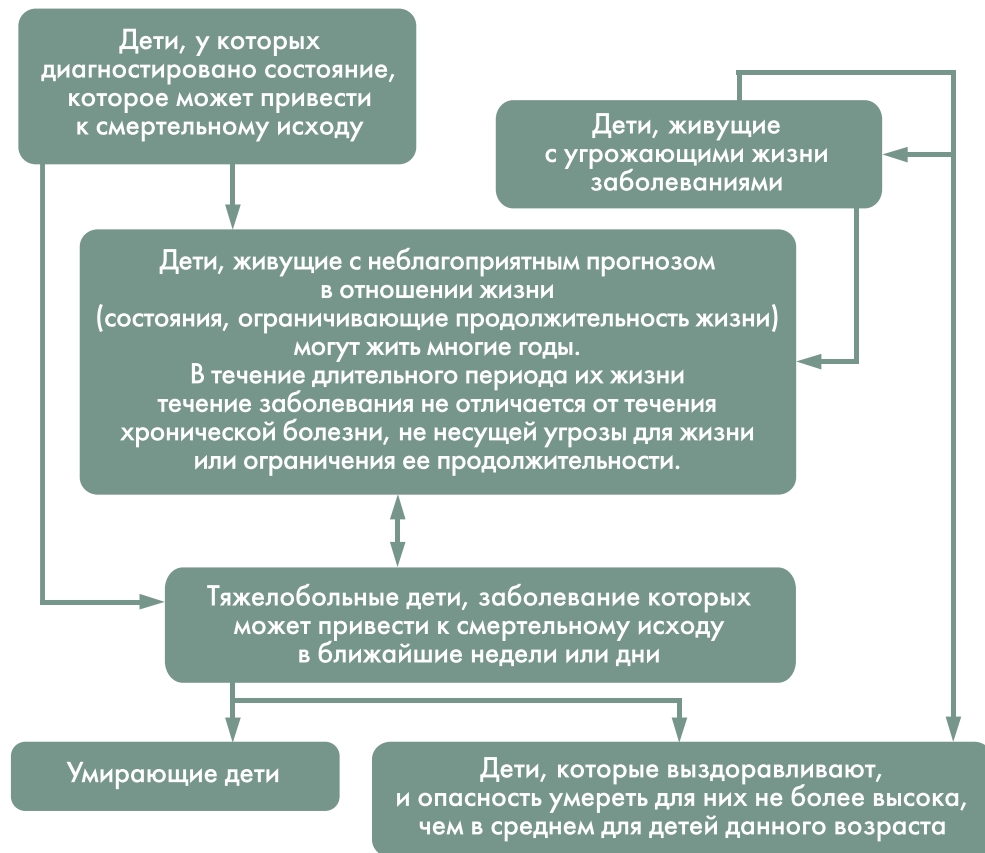 Дети, у которых
диагностировано состояние,
которое может привести
к смертельному исходу
Дети, живущие
с угрожающими жизни
заболеваниями
Дети, живущие с неблагоприятным прогнозом
в отношении жизни
(состояния, ограничивающие продолжительность жизни)
могут жить многие годы.
В течение длительного периода их жизни
течение заболевания не отличается от течения
хронической болезни, не несущей угрозы для жизни
или ограничения ее продолжительности.
Тяжелобольные дети, заболевание которых
может привести к смертельному исходу
в ближайшие недели или дни
Умирающие дети
Дети, которые выздоравливают,
и опасность умереть для них не более высока,
чем в среднем для детей данного возраста